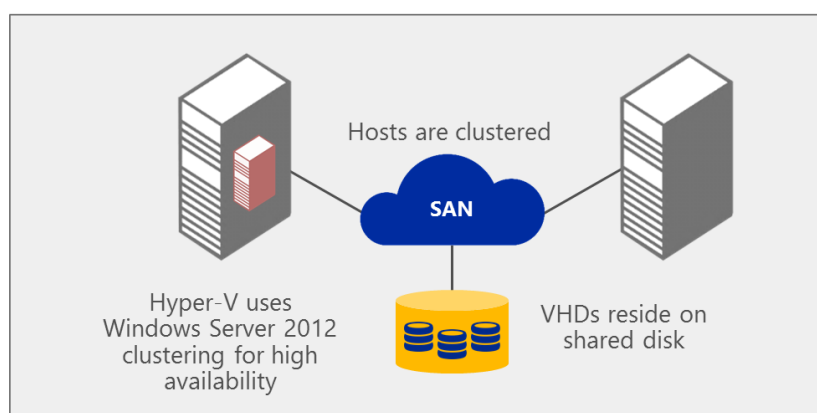 Hosts are clustered
SAN
Hyper-V uses
Windows Server 2012
clustering for high
availability
VHDs reside on
shared disk